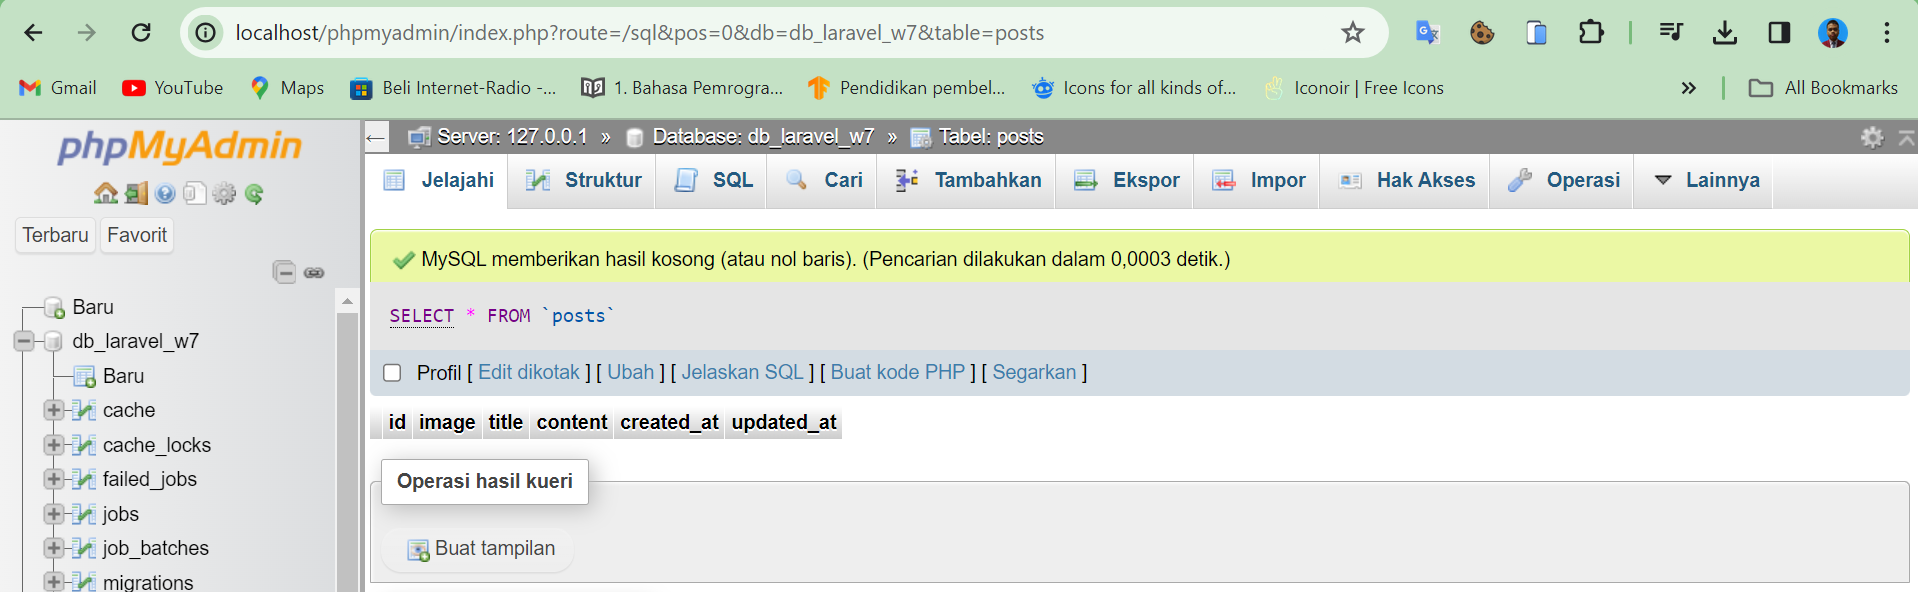 localhost/phpmyadmin/index.php?route=/sql&pos=0&db=db_laravel_w7&table=posts
Gmail YouTube Maps Beli Internet-Radio -... 1. Bahasa Pemrogra... Pendidikan pembel... Icons for all kinds of... Iconoir | Free Icons » All Bookmarks
phpMyAdmin
Terbaru Favorit
Baru
db_laravel_w7
Baru
cache
cache_locks
failed_jobs
jobs
job_batches
migrations
← Server: 127.0.0.1 » Database: db_laravel_w7 » Tabel: posts
Jelajahi Struktur SQL Cari Tambahkan Ekspor Impor Hak Akses Operasi Lainnya
MySQL memberikan hasil kosong (atau nol baris). (Pencarian dilakukan dalam 0,0003 detik.)
SELECT * FROM `posts`
Profil [ Edit dikotak ] [ Ubah ] [ Jelaskan SQL ] [ Buat kode PHP ] [ Segarkan ]
id image title content created_at updated_at
Operasi hasil kueri
Buat tampilan